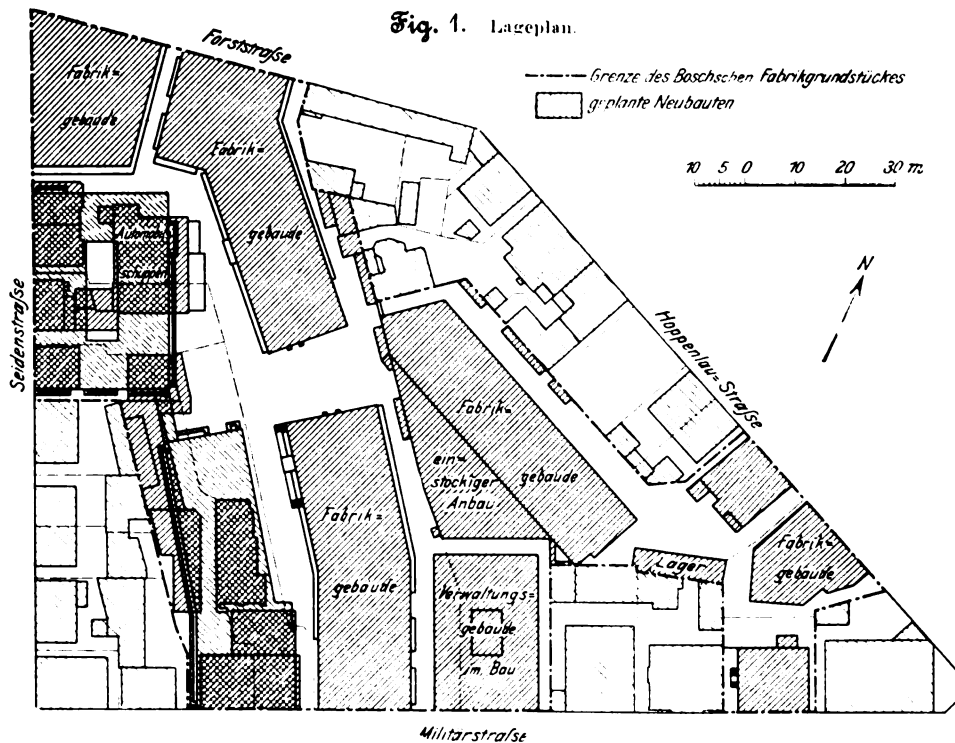 Fig. 1. Lageplan.
Forststraße
Grenze des Boschschen Fabrikgrundstückes
geplante Neubauten
10 5 0 10 20 30 m
N
Fabrik=
gebäude
Fabrik=
gebäude
Automobil
schuppen
Seidenstraße
Hoppenlau=Straße
Fabrik=
gebäude
ein=
stöckiger
Anbau
Fabrik=
gebäude
Lager
Fabrik=
gebäude
Verwaltungs=
gebäude
im Bau
Militärstraße